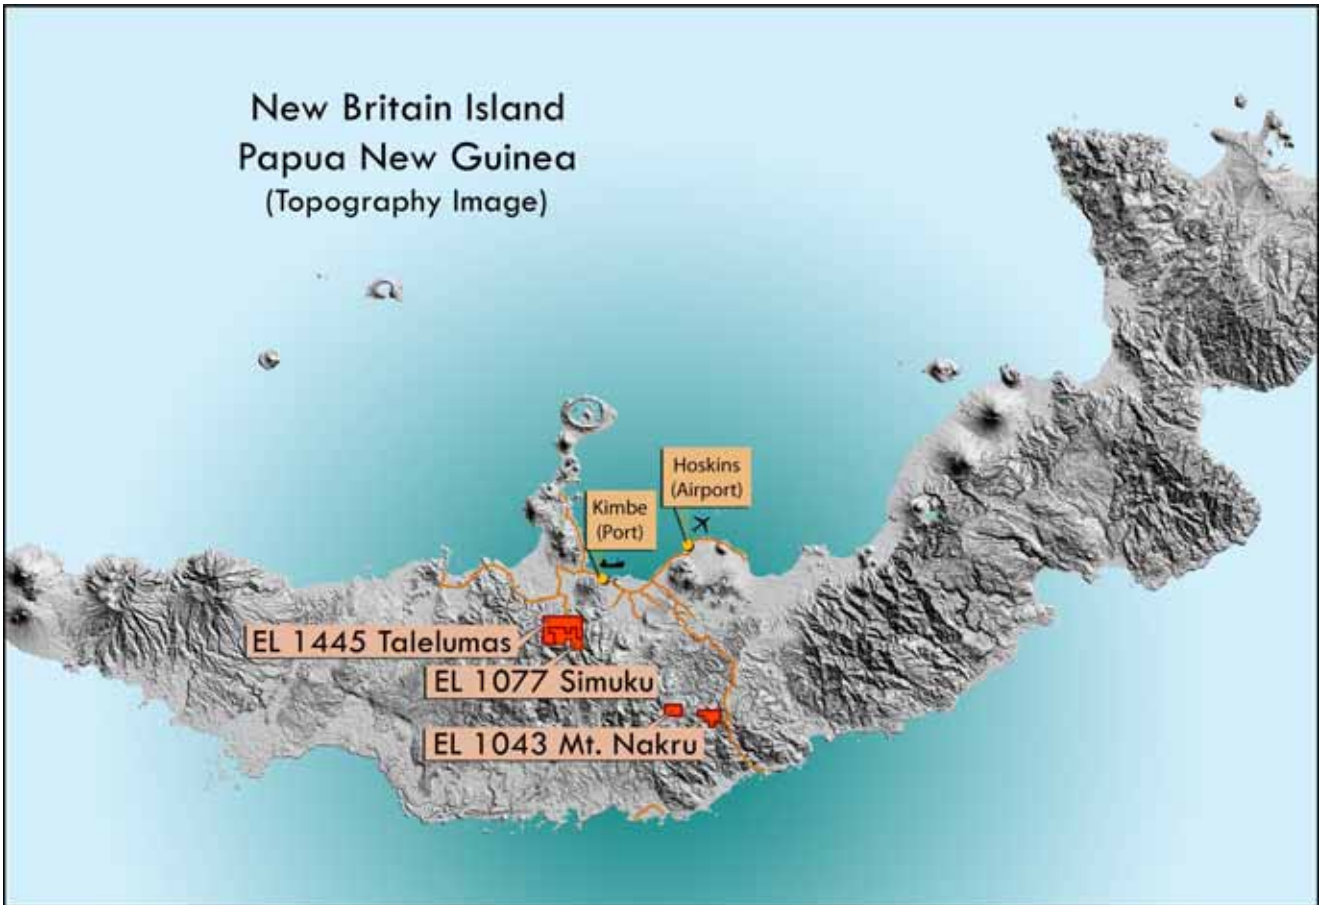 New Britain Island
Papua New Guinea
(Topography Image)
Hoskins
(Airport)
Kimbe
(Port)
EL 1445 Talelumas
EL 1077 Simuku
EL 1043 Mt. Nakru